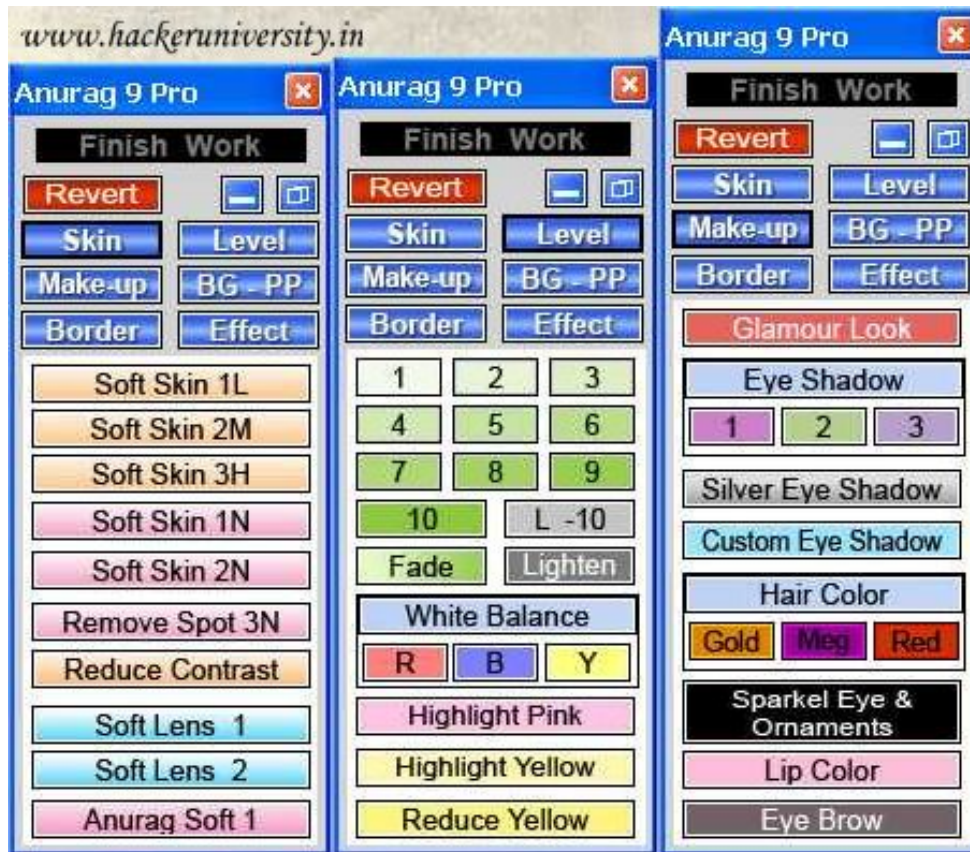 www.hackeruniversity.in
Anurag 9 Pro
Finish Work
Revert
Skin Level
Make-up BG - PP
Border Effect
Soft Skin 1L
Soft Skin 2M
Soft Skin 3H
Soft Skin 1N
Soft Skin 2N
Remove Spot 3N
Reduce Contrast
Soft Lens 1
Soft Lens 2
Anurag Soft 1
Anurag 9 Pro
Finish Work
Revert
Skin Level
Make-up BG - PP
Border Effect
1 2 3
4 5 6
7 8 9
10 L -10
Fade Lighten
White Balance
R B Y
Highlight Pink
Highlight Yellow
Reduce Yellow
Anurag 9 Pro
Finish Work
Revert
Skin Level
Make-up BG - PP
Border Effect
Glamour Look
Eye Shadow
1 2 3
Silver Eye Shadow
Custom Eye Shadow
Hair Color
Gold Meg Red
Sparkel Eye &
Ornaments
Lip Color
Eye Brow